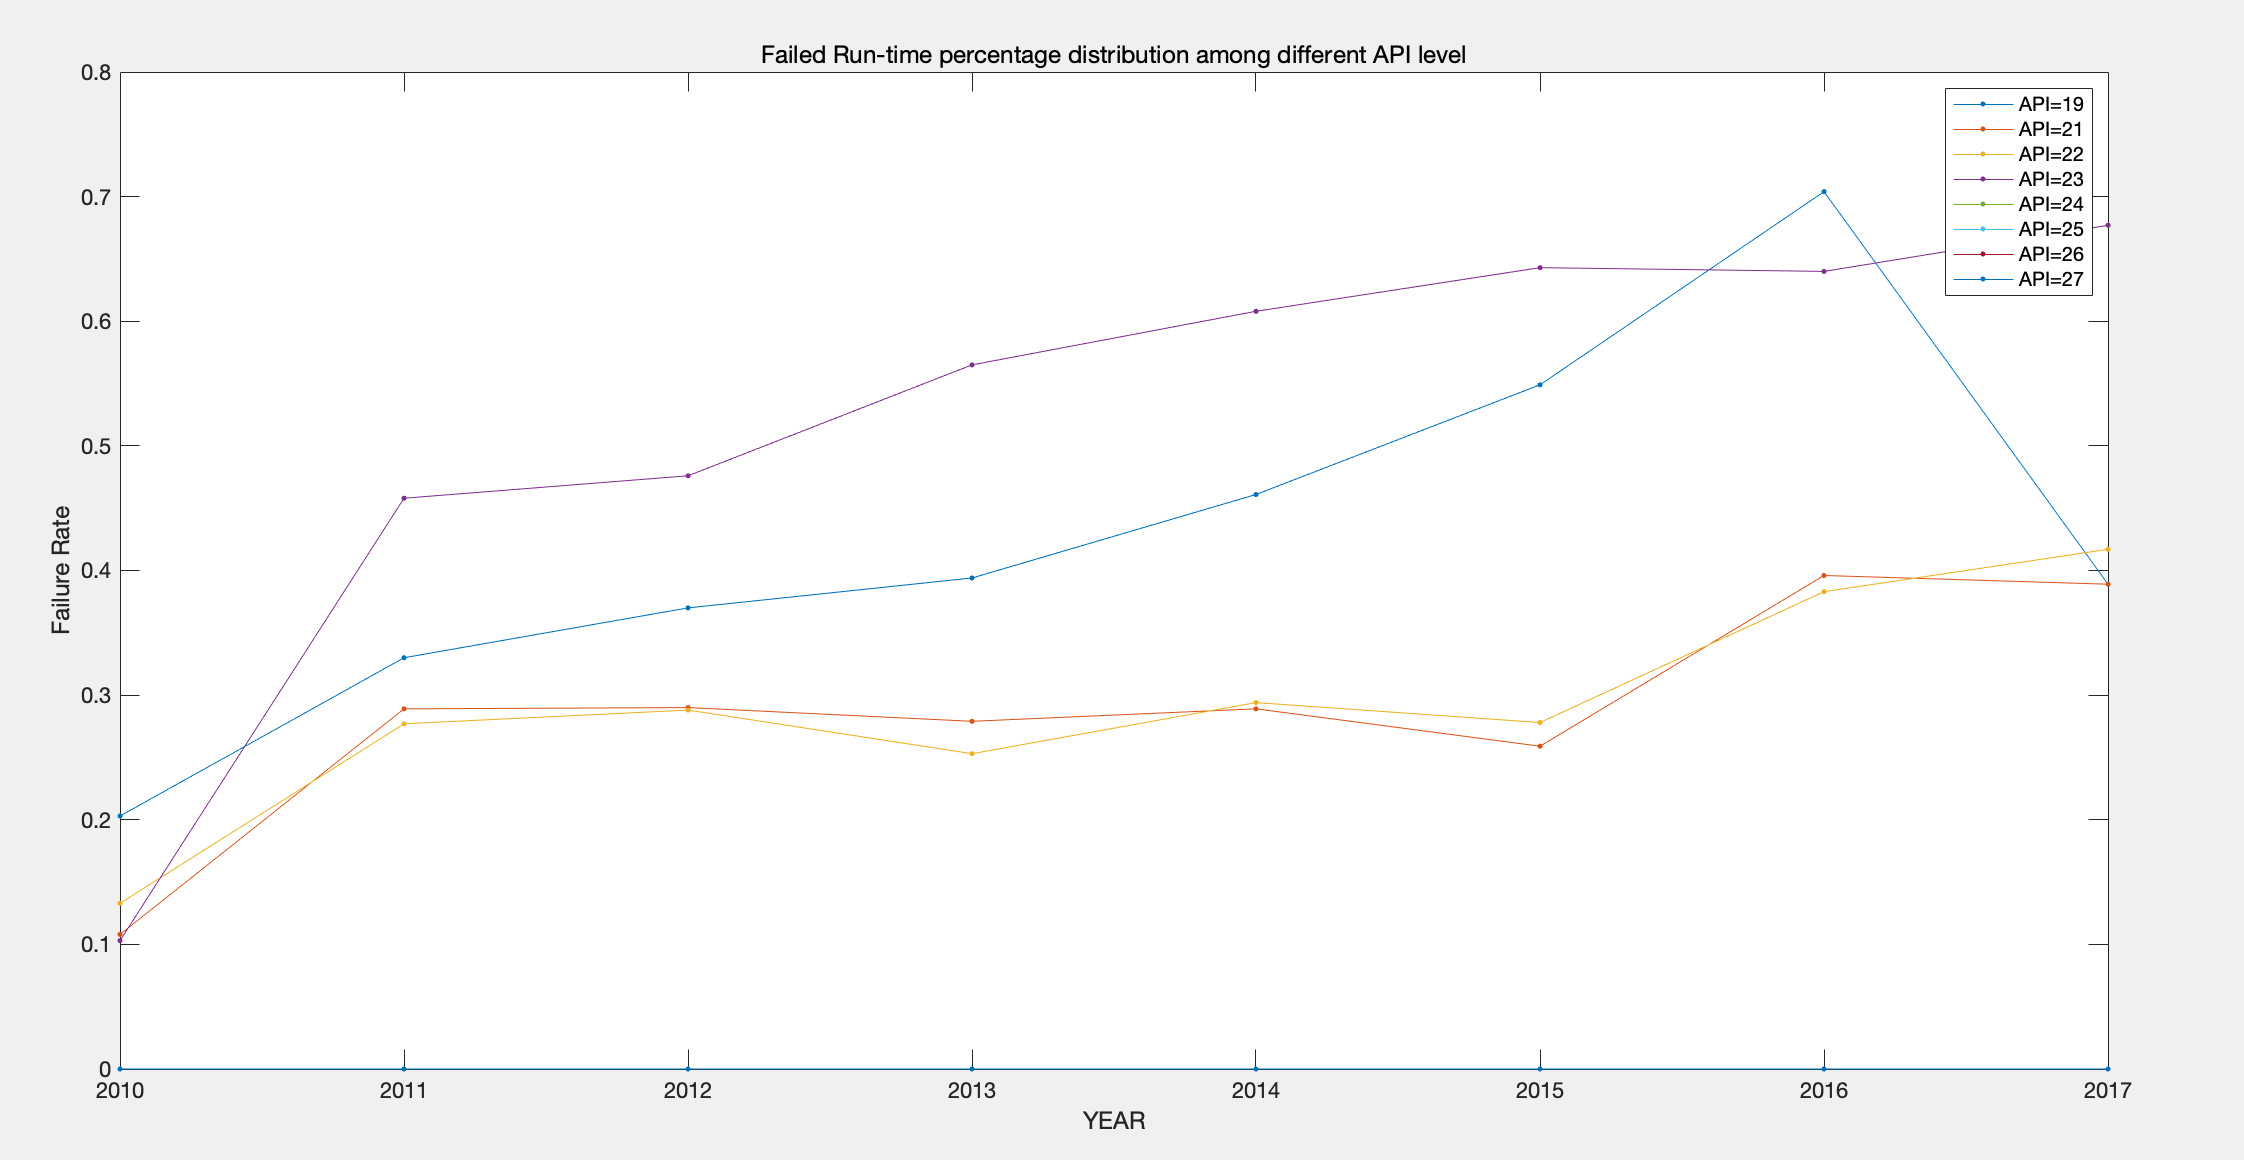 Failed Run-time percentage distribution among different API level
0.8
0.7
0.6
0.5
0.4
0.3
0.2
0.1
0
Failure Rate
API=19
API=21
API=22
API=23
API=24
API=25
API=26
API=27
2010 2011 2012 2013 2014 2015 2016 2017
YEAR